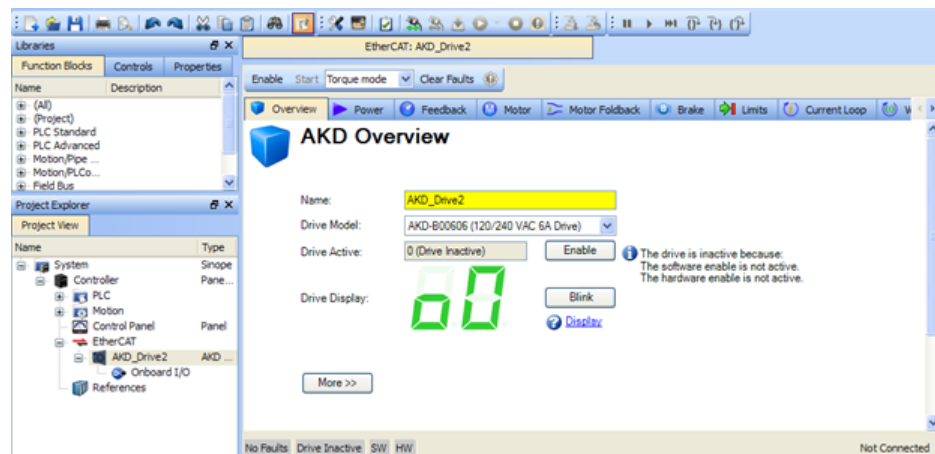 Libraries
Function Blocks Controls Properties
Name Description
(All)
(Project)
PLC Standard
PLC Advanced
Motion/Pipe ...
Motion/PLCo...
Field Bus
Project Explorer
Project View
Name Type
System Sinope
Controller Pane...
PLC
Motion
Control Panel Panel
EtherCAT
AKD_Drive2 AKD ...
Onboard I/O
References
EtherCAT: AKD_Drive2
Enable Start Torque mode Clear Faults
Overview Power Feedback Motor Motor Foldback Brake Limits Current Loop
AKD Overview
Name: AKD_Drive2
Drive Model: AKD-B00606 (120/240 VAC 6A Drive)
Drive Active: 0 (Drive Inactive) Enable
The drive is inactive because:
The software enable is not active.
The hardware enable is not active.
Drive Display: o0 Blink
Display
More >>
No Faults Drive Inactive SW HW Not Connected